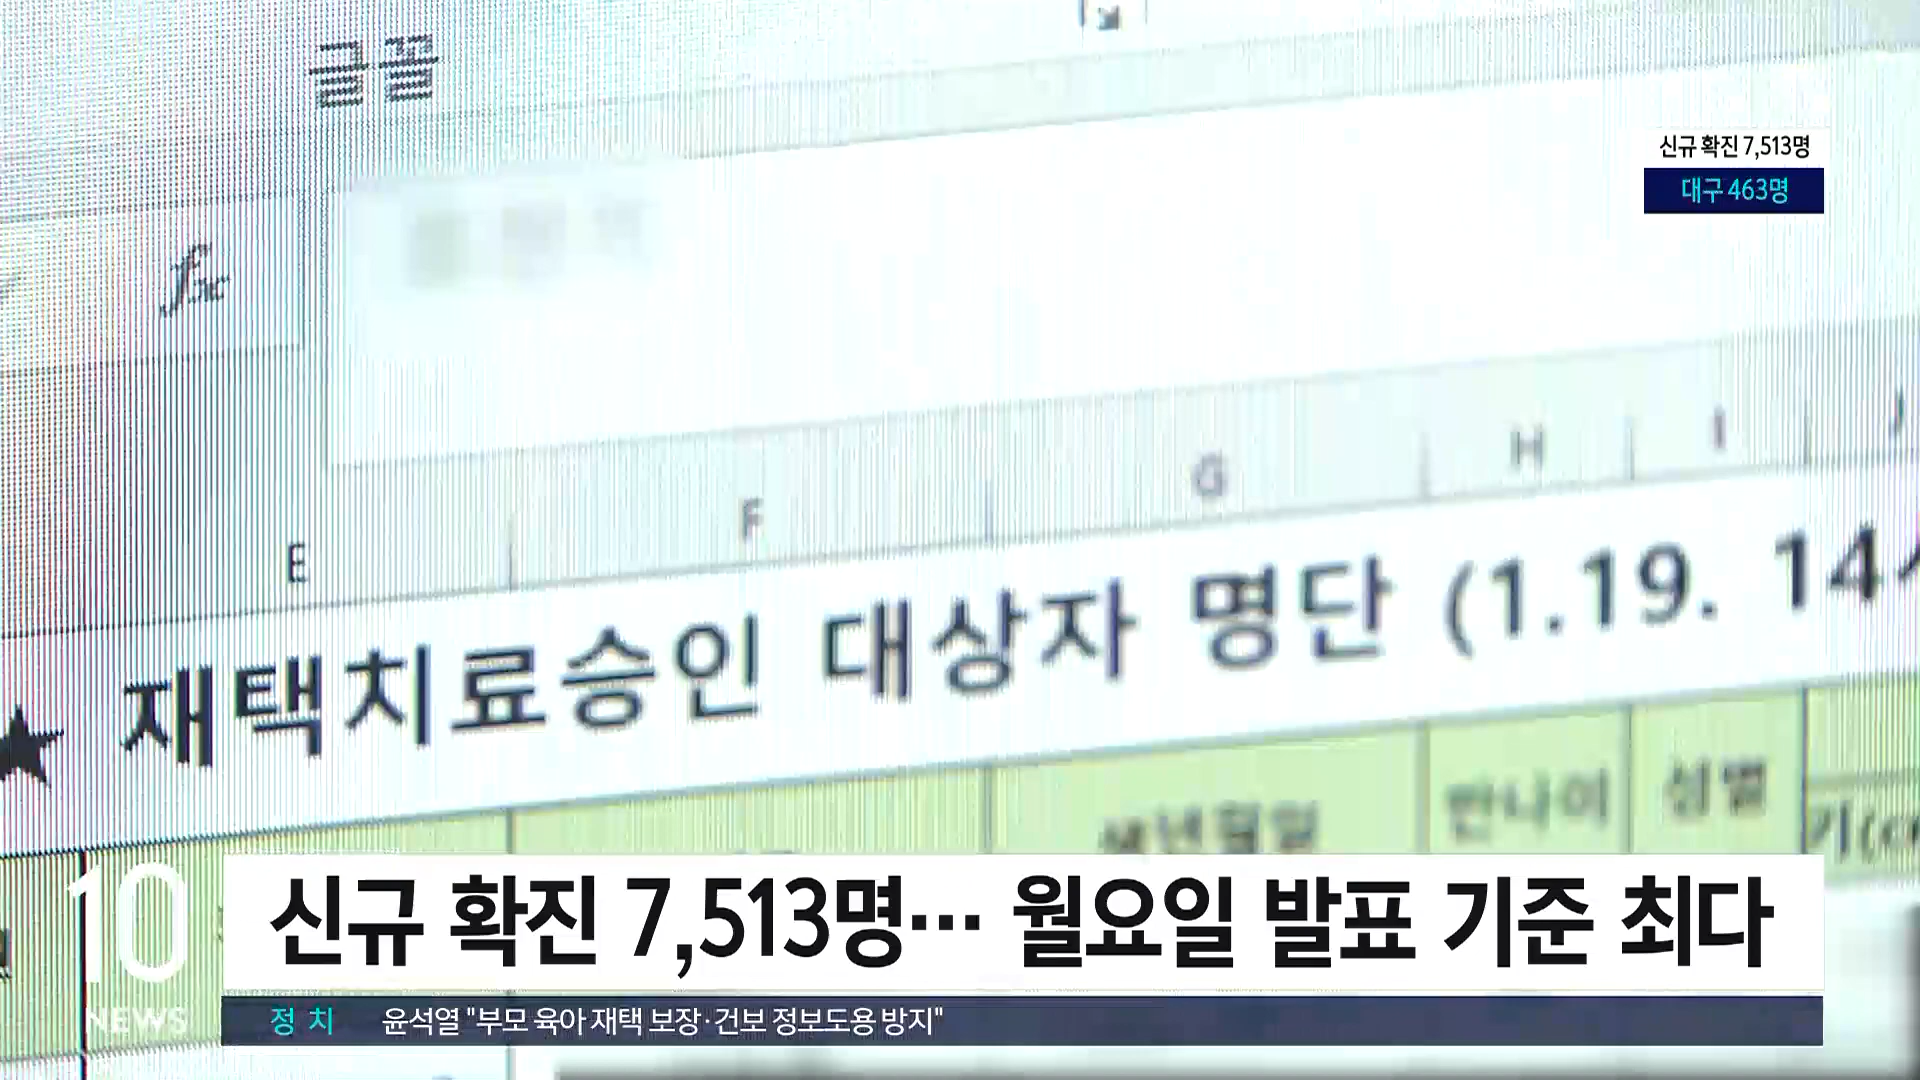 글꼴
신규 확진 7,513명
대구 463명
fx
E F G H I J
★ 재택치료승인 대상자 명단 (1.19. 14
생년월일 만나이 성별
10
NEWS
신규 확진 7,513명… 월요일 발표 기준 최다
정 치 윤석열 "부모 육아 재택 보장·건보 정보도용 방지"